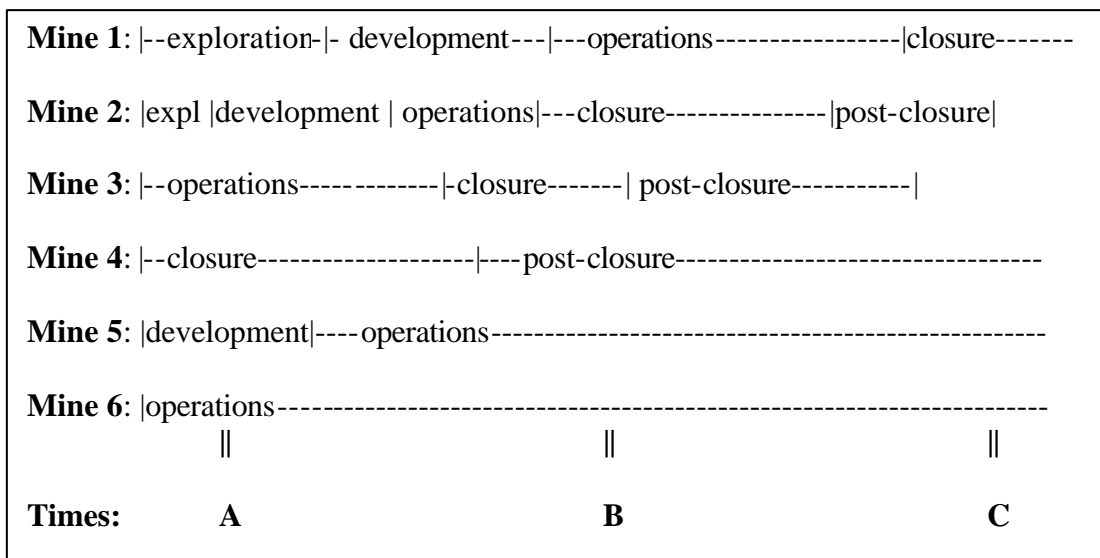 Mine 1: |--exploration-|- development---|---operations-----------------|closure-------
Mine 2: |expl |development | operations|---closure---------------|post-closure|
Mine 3: |--operations-------------|-closure-------| post-closure-----------|
Mine 4: |--closure--------------------|----post-closure----------------------------------
Mine 5: |development|----operations----------------------------------------------------
Mine 6: |operations------------------------------------------------------------------------
|| || ||
Times: A B C